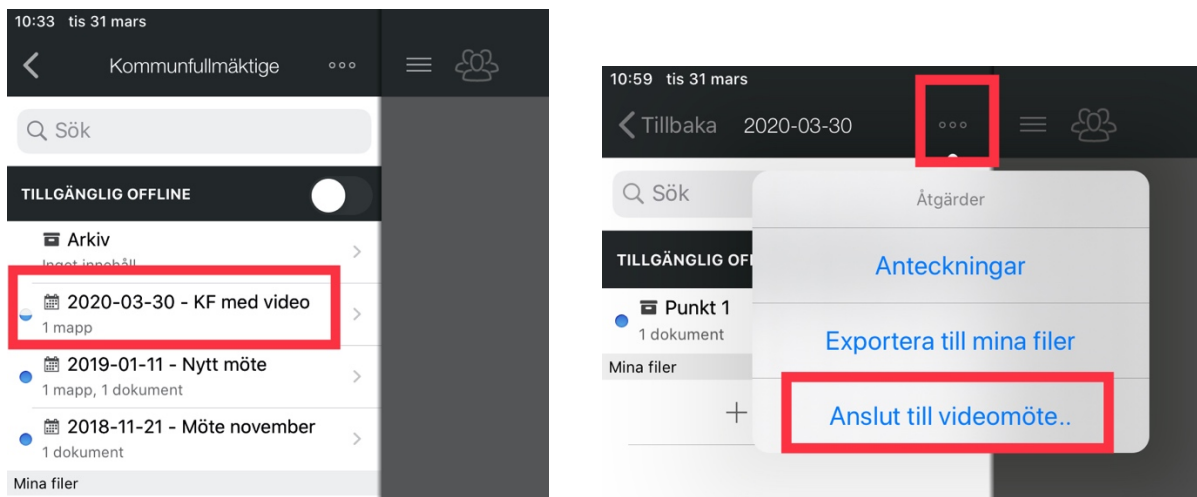 10:33 tis 31 mars
Kommunfullmäktige
Sök
TILLGÄNGLIG OFFLINE
Arkiv
Inget innehåll
2020-03-30 - KF med video
1 mapp
2019-01-11 - Nytt möte
1 mapp, 1 dokument
2018-11-21 - Möte november
1 dokument
Mina filer
10:59 tis 31 mars
Tillbaka 2020-03-30
Sök
Åtgärder
TILLGÄNGLIG OF
Anteckningar
Punkt 1
1 dokument
Exportera till mina filer
Mina filer
Anslut till videomöte..